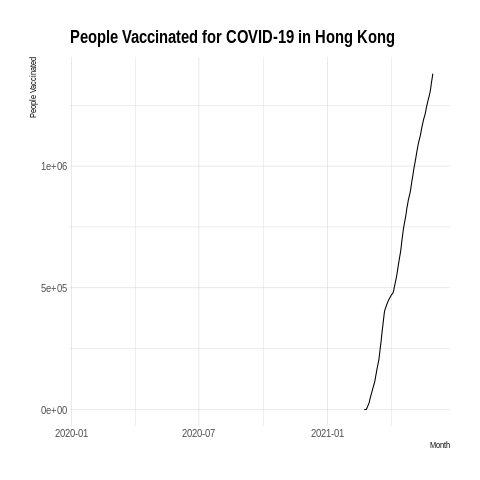 People Vaccinated for COVID-19 in Hong Kong
People Vaccinated
1e+06
5e+05
0e+00
2020-01 2020-07 2021-01
Month